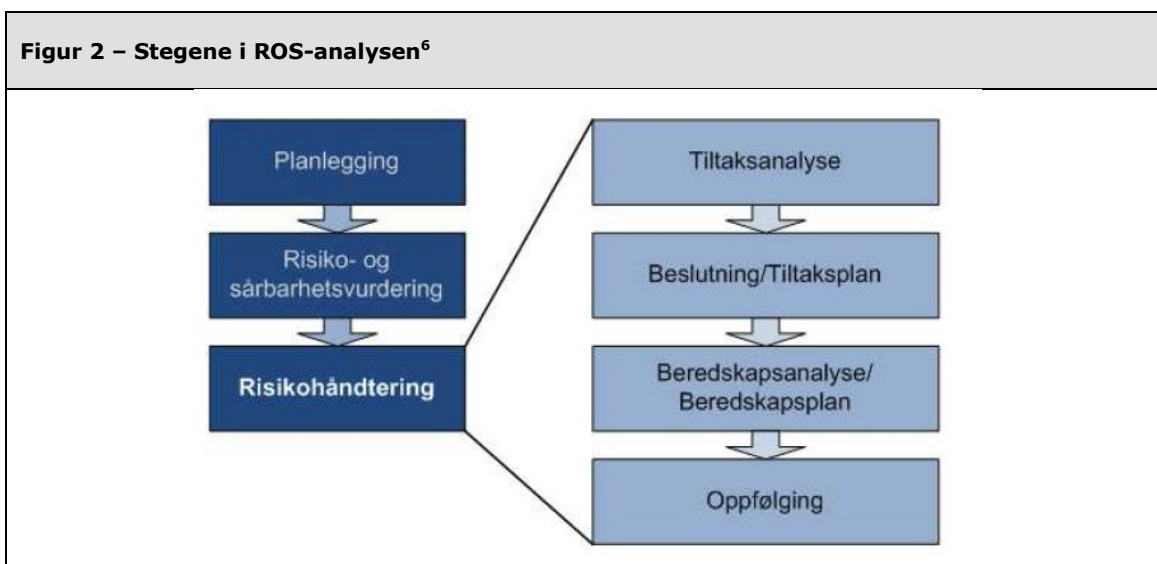 Figur 2 – Stegene i ROS-analysen⁶
Planlegging
Risiko- og
sårbarhetsvurdering
Risikohåndtering
Tiltaksanalyse
Beslutning/Tiltaksplan
Beredskapsanalyse/
Beredskapsplan
Oppfølging